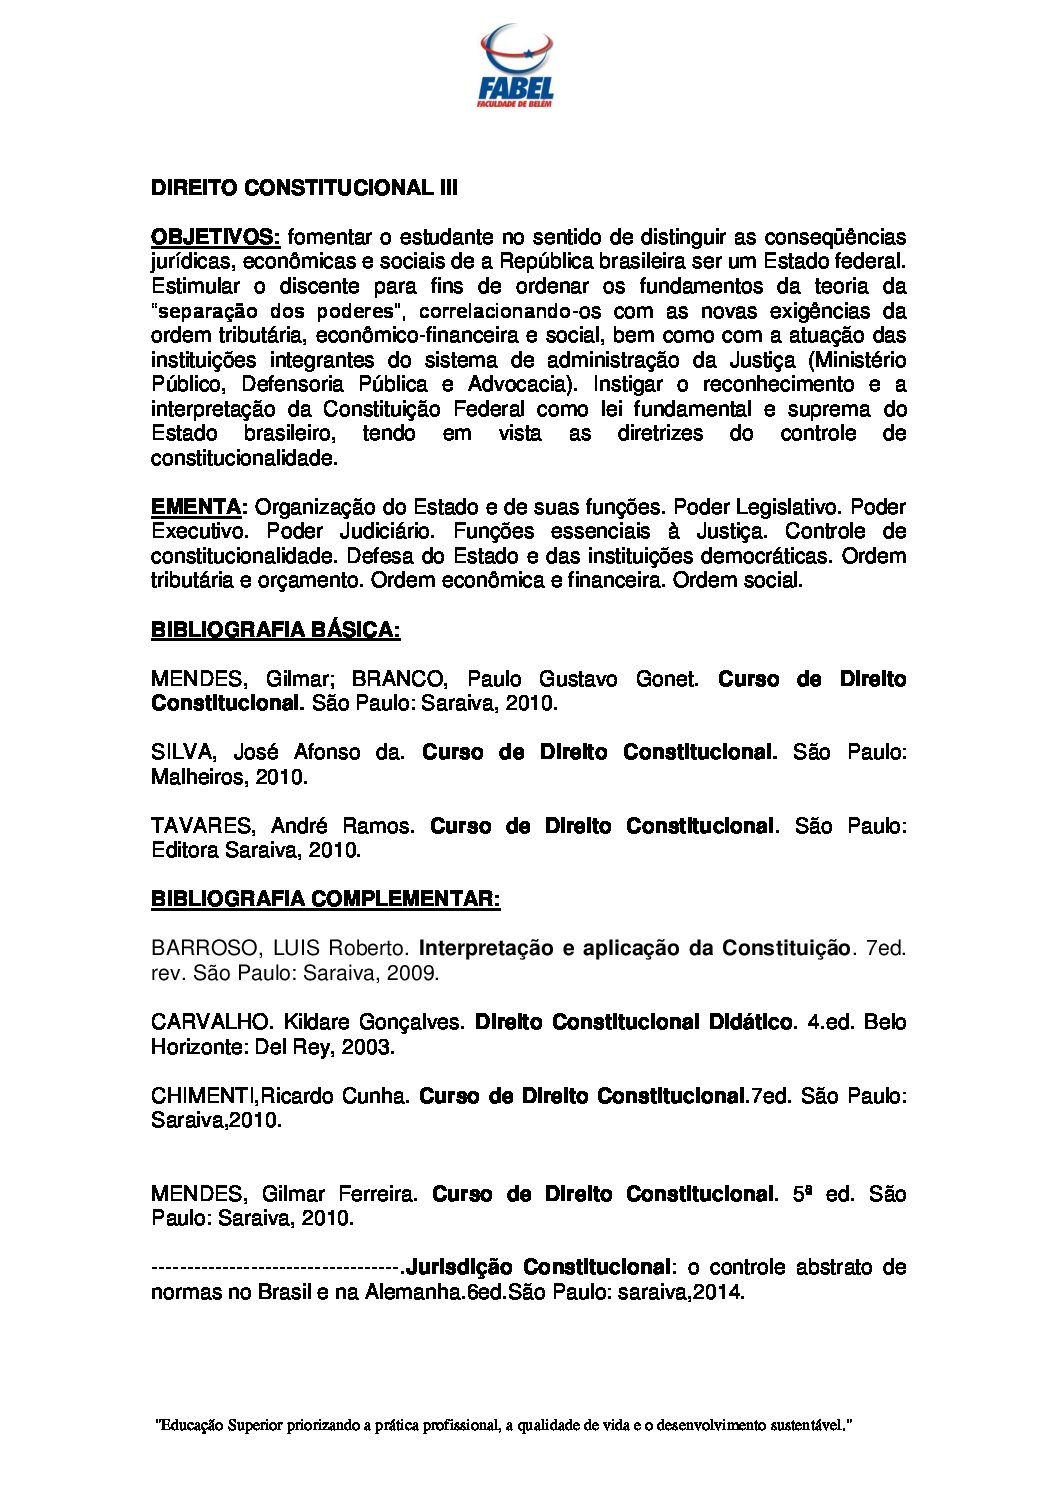 FABEL
FACULDADE DE BELÉM
DIREITO CONSTITUCIONAL III
OBJETIVOS: fomentar o estudante no sentido de distinguir as conseqüências
jurídicas, econômicas e sociais de a República brasileira ser um Estado federal.
Estimular o discente para fins de ordenar os fundamentos da teoria da
“separação dos poderes”, correlacionando-os com as novas exigências da
ordem tributária, econômico-financeira e social, bem como com a atuação das
instituições integrantes do sistema de administração da Justiça (Ministério
Público, Defensoria Pública e Advocacia). Instigar o reconhecimento e a
interpretação da Constituição Federal como lei fundamental e suprema do
Estado brasileiro, tendo em vista as diretrizes do controle de
constitucionalidade.
EMENTA: Organização do Estado e de suas funções. Poder Legislativo. Poder
Executivo. Poder Judiciário. Funções essenciais à Justiça. Controle de
constitucionalidade. Defesa do Estado e das instituições democráticas. Ordem
tributária e orçamento. Ordem econômica e financeira. Ordem social.
BIBLIOGRAFIA BÁSICA:
MENDES, Gilmar; BRANCO, Paulo Gustavo Gonet. Curso de Direito
Constitucional. São Paulo: Saraiva, 2010.
SILVA, José Afonso da. Curso de Direito Constitucional. São Paulo:
Malheiros, 2010.
TAVARES, André Ramos. Curso de Direito Constitucional. São Paulo:
Editora Saraiva, 2010.
BIBLIOGRAFIA COMPLEMENTAR:
BARROSO, LUIS Roberto. Interpretação e aplicação da Constituição. 7ed.
rev. São Paulo: Saraiva, 2009.
CARVALHO. Kildare Gonçalves. Direito Constitucional Didático. 4.ed. Belo
Horizonte: Del Rey, 2003.
CHIMENTI,Ricardo Cunha. Curso de Direito Constitucional.7ed. São Paulo:
Saraiva,2010.
MENDES, Gilmar Ferreira. Curso de Direito Constitucional. 5ª ed. São
Paulo: Saraiva, 2010.
-----------------------------------.Jurisdição Constitucional: o controle abstrato de
normas no Brasil e na Alemanha.6ed.São Paulo: saraiva,2014.
"Educação Superior priorizando a prática profissional, a qualidade de vida e o desenvolvimento sustentável."